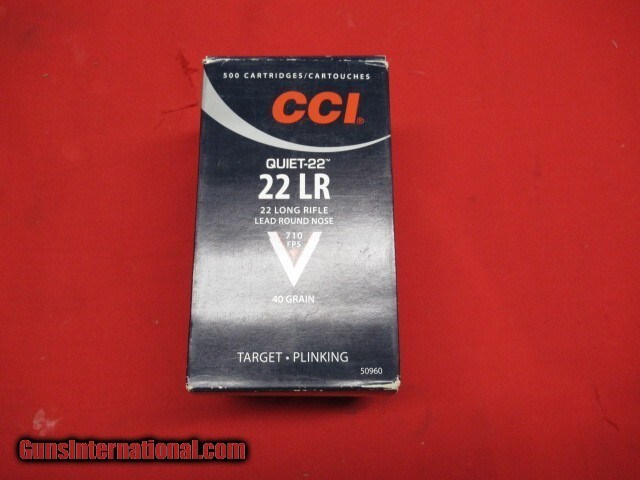 500 CARTRIDGES/CARTOUCHES
CCI®
QUIET-22™
22 LR
22 LONG RIFLE
LEAD ROUND NOSE
710
FPS
40 GRAIN
TARGET • PLINKING
50960
GunsInternational.com